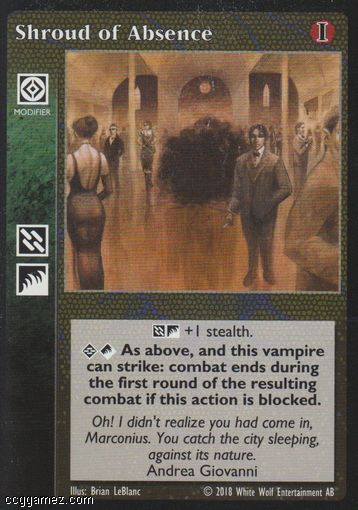 Shroud of Absence
I
MODIFIER
+1 stealth.
As above, and this vampire
can strike: combat ends during
the first round of the resulting
combat if this action is blocked.
Oh! I didn't realize you had come in,
Marconius. You catch the city sleeping,
against its nature.
Andrea Giovanni
Illus: Brian LeBlanc © 2018 White Wolf Entertainment AB
ccggamez.com